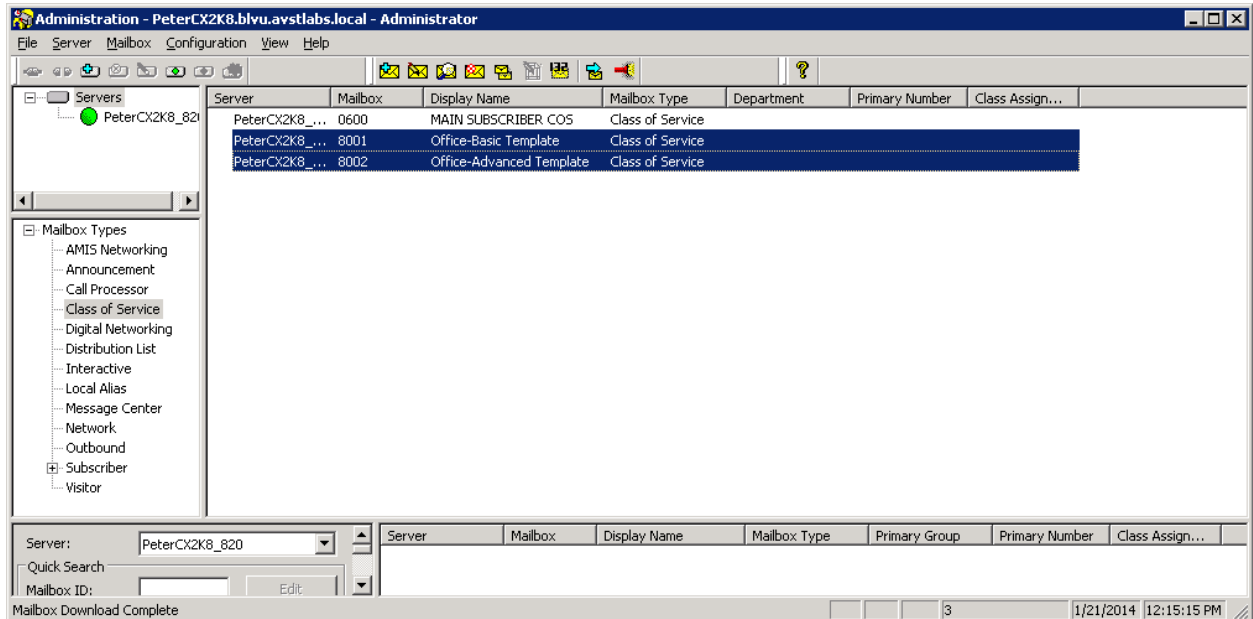 Administration - PeterCX2K8.blvu.avstlabs.local - Administrator
File Server Mailbox Configuration View Help
Servers
PeterCX2K8_820
Server Mailbox Display Name Mailbox Type Department Primary Number Class Assign...
PeterCX2K8_... 0600 MAIN SUBSCRIBER COS Class of Service
PeterCX2K8_... 8001 Office-Basic Template Class of Service
PeterCX2K8_... 8002 Office-Advanced Template Class of Service
Mailbox Types
AMIS Networking
Announcement
Call Processor
Class of Service
Digital Networking
Distribution List
Interactive
Local Alias
Message Center
Network
Outbound
Subscriber
Visitor
Server: PeterCX2K8_820
Quick Search
Mailbox ID: Edit
Server Mailbox Display Name Mailbox Type Primary Group Primary Number Class Assign...
Mailbox Download Complete 3 1/21/2014 12:15:15 PM